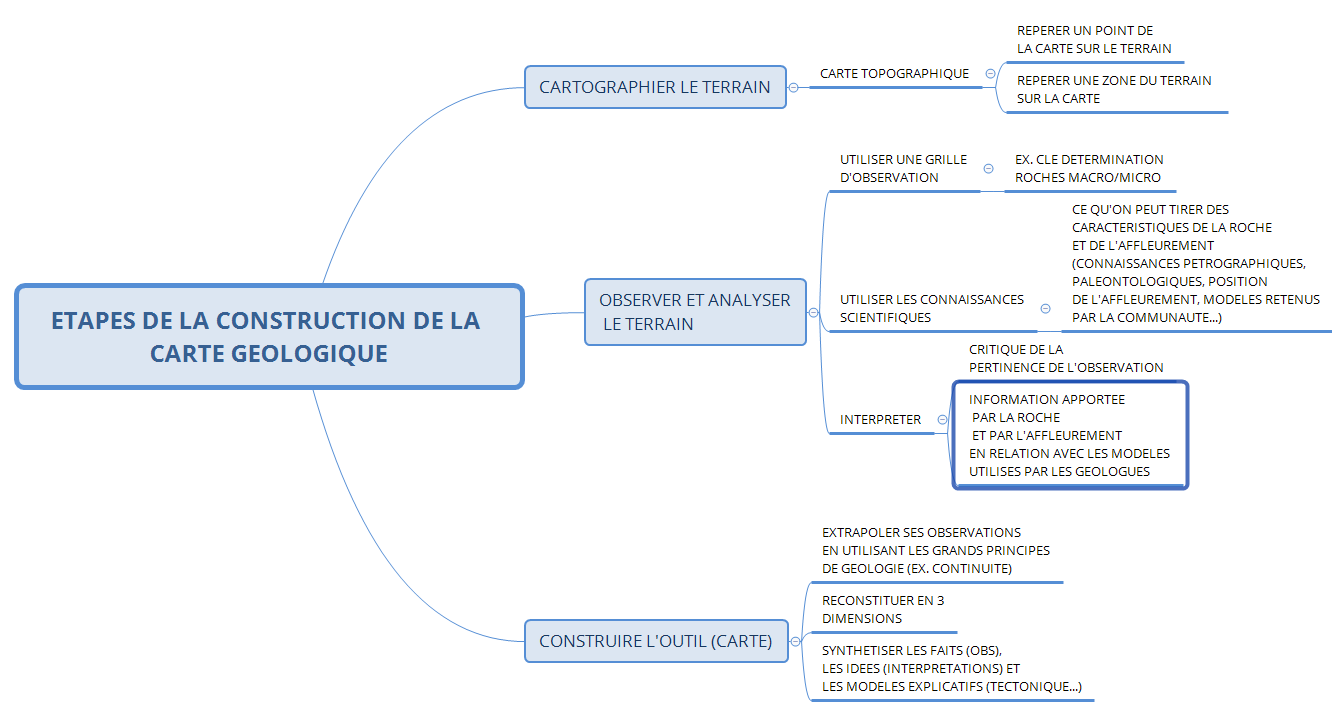 ETAPES DE LA CONSTRUCTION DE LA
CARTE GEOLOGIQUE
CARTOGRAPHIER LE TERRAIN
CARTE TOPOGRAPHIQUE
REPERER UN POINT DE
LA CARTE SUR LE TERRAIN
REPERER UNE ZONE DU TERRAIN
SUR LA CARTE
OBSERVER ET ANALYSER
LE TERRAIN
UTILISER UNE GRILLE
D'OBSERVATION
EX. CLE DETERMINATION
ROCHES MACRO/MICRO
UTILISER LES CONNAISSANCES
SCIENTIFIQUES
CE QU'ON PEUT TIRER DES
CARACTERISTIQUES DE LA ROCHE
ET DE L'AFFLEUREMENT
(CONNAISSANCES PETROGRAPHIQUES,
PALEONTOLOGIQUES, POSITION
DE L'AFFLEUREMENT, MODELES RETENUS
PAR LA COMMUNAUTE...)
INTERPRETER
CRITIQUE DE LA
PERTINENCE DE L'OBSERVATION
INFORMATION APPORTEE
PAR LA ROCHE
ET PAR L'AFFLEUREMENT
EN RELATION AVEC LES MODELES
UTILISES PAR LES GEOLOGUES
CONSTRUIRE L'OUTIL (CARTE)
EXTRAPOLER SES OBSERVATIONS
EN UTILISANT LES GRANDS PRINCIPES
DE GEOLOGIE (EX. CONTINUITE)
RECONSTITUER EN 3
DIMENSIONS
SYNTHETISER LES FAITS (OBS),
LES IDEES (INTERPRETATIONS) ET
LES MODELES EXPLICATIFS (TECTONIQUE...)